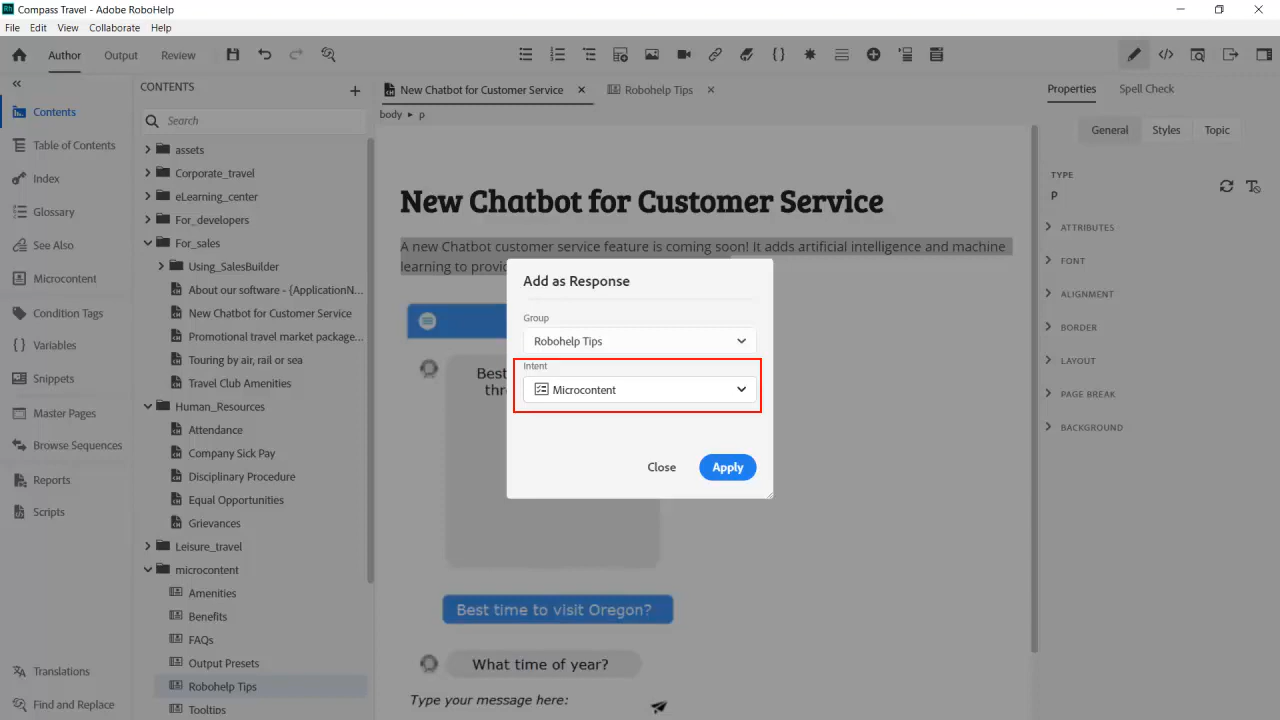 Compass Travel - Adobe RoboHelp
File Edit View Collaborate Help
Author Output Review
Contents
Table of Contents
Index
Glossary
See Also
Microcontent
Condition Tags
Variables
Snippets
Master Pages
Browse Sequences
Reports
Scripts
Translations
Find and Replace
CONTENTS
Search
assets
Corporate_travel
eLearning_center
For_developers
For_sales
Using_SalesBuilder
About our software - {ApplicationN...
New Chatbot for Customer Service
Promotional travel market package...
Touring by air, rail or sea
Travel Club Amenities
Human_Resources
Attendance
Company Sick Pay
Disciplinary Procedure
Equal Opportunities
Grievances
Leisure_travel
microcontent
Amenities
Benefits
FAQs
Output Presets
Robohelp Tips
Tooltips
New Chatbot for Customer Service Robohelp Tips
body ▸ p
New Chatbot for Customer Service
A new Chatbot customer service feature is coming soon! It adds artificial intelligence and machine
learning to provi
Best
thr
Add as Response
Group
Robohelp Tips
Intent
Microcontent
Close Apply
Best time to visit Oregon?
What time of year?
Type your message here:
Properties Spell Check
General Styles Topic
TYPE
P
ATTRIBUTES
FONT
ALIGNMENT
BORDER
LAYOUT
PAGE BREAK
BACKGROUND